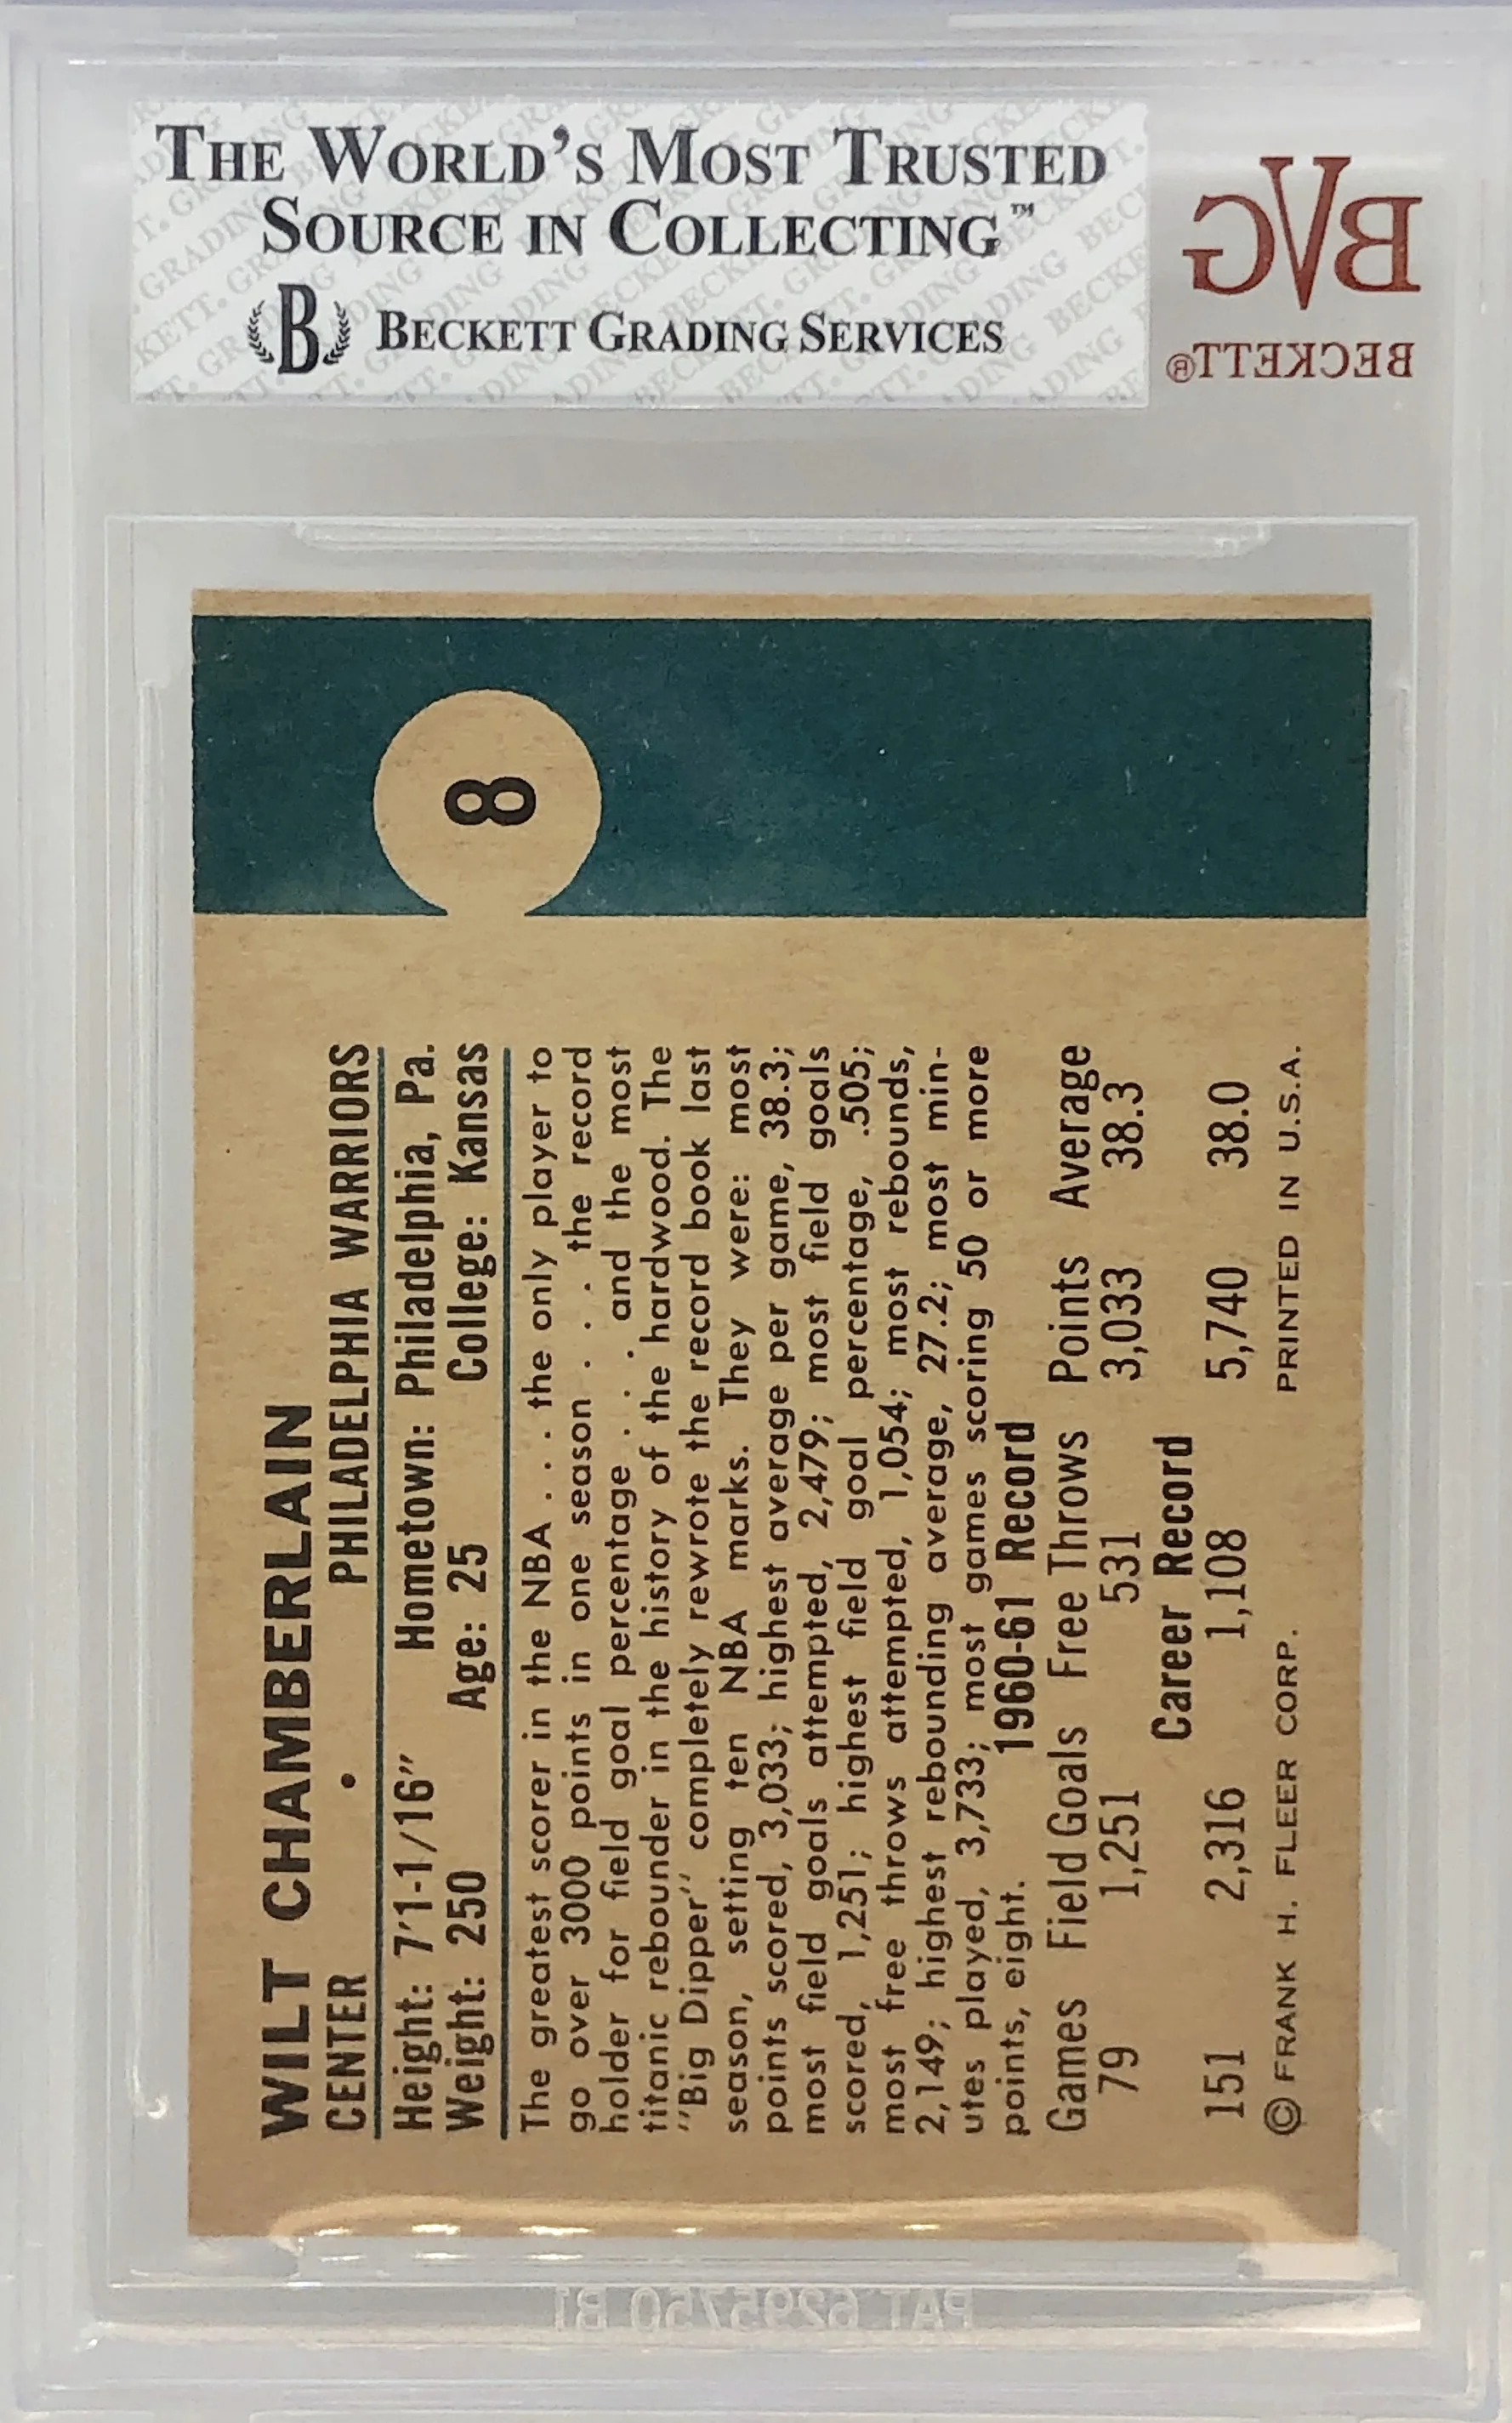 THE WORLD'S MOST TRUSTED
SOURCE IN COLLECTING™
B BECKETT GRADING SERVICES
BVG
BECKETT®
8
WILT CHAMBERLAIN
CENTER • PHILADELPHIA WARRIORS
Height: 7'1-1/16" Hometown: Philadelphia, Pa.
Weight: 250 Age: 25 College: Kansas
The greatest scorer in the NBA . . . the only player to
go over 3000 points in one season . . . the record
holder for field goal percentage . . . and the most
titanic rebounder in the history of the hardwood. The
"Big Dipper" completely rewrote the record book last
season, setting ten NBA marks. They were: most
points scored, 3,033; highest average per game, 38.3;
most field goals attempted, 2,479; most field goals
scored, 1,251; highest field goal percentage, .505;
most free throws attempted, 1,054; most rebounds,
2,149; highest rebounding average, 27.2; most min-
utes played, 3,733; most games scoring 50 or more
points, eight.
1960-61 Record
Games Field Goals Free Throws Points Average
79 1,251 531 3,033 38.3
Career Record
151 2,316 1,108 5,740 38.0
© FRANK H. FLEER CORP. PRINTED IN U.S.A.
PAT 6295750 B1